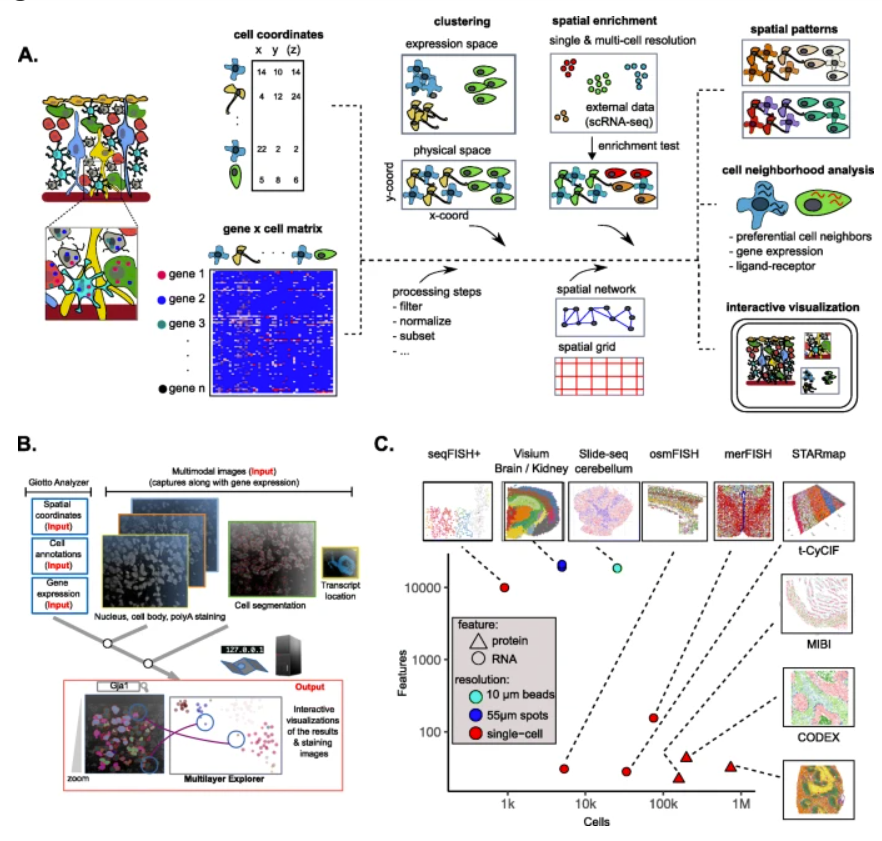 A.
cell coordinates
x y (z)
14 10 14
4 12 24
22 2 2
5 8 6
gene x cell matrix
gene 1
gene 2
gene 3
gene n
clustering
expression space
physical space
y-coord
x-coord
processing steps
- filter
- normalize
- subset
- ...
spatial enrichment
single & multi-cell resolution
external data
(scRNA-seq)
enrichment test
spatial network
spatial grid
spatial patterns
cell neighborhood analysis
- preferential cell neighbors
- gene expression
- ligand-receptor
interactive visualization
B.
Giotto Analyzer
Multimodal images (Input)
(captures along with gene expression)
Spatial
coordinates
(Input)
Cell
annotations
(Input)
Gene
expression
(Input)
Nucleus, cell body, polyA staining
Cell segmentation
Transcript
location
127.0.0.1
Output
Gja1
Interactive
visualizations
of the results
& staining
images
zoom
Multilayer Explorer
C.
seqFISH+
Visium
Brain / Kidney
Slide-seq
cerebellum
osmFISH
merFISH
STARmap
t-CyCIF
MIBI
CODEX
Features
10000
1000
100
feature:
protein
RNA
resolution:
10 μm beads
55μm spots
single-cell
1k 10k 100k 1M
Cells